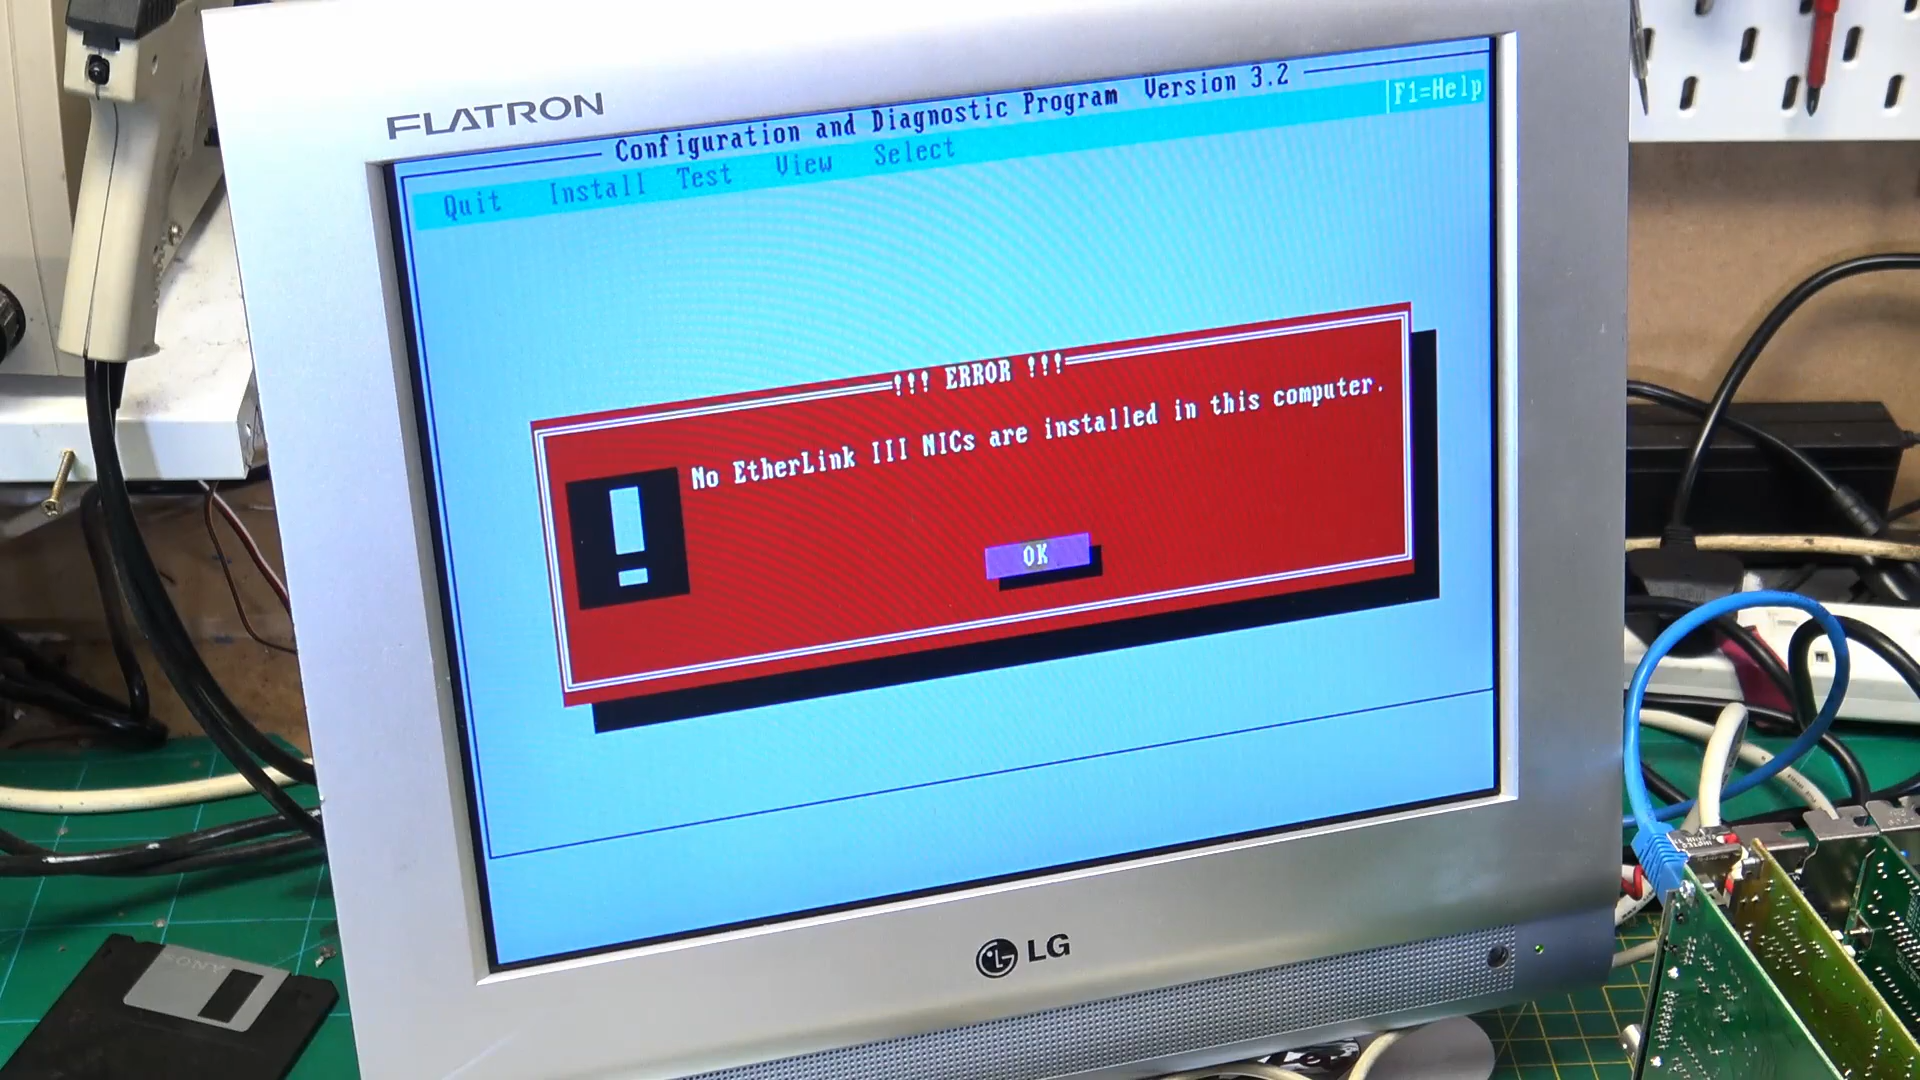 FLATRON
Configuration and Diagnostic Program Version 3.2
Quit Install Test View Select F1=Help
!!! ERROR !!!
No EtherLink III NICs are installed in this computer.
!
OK
LG
SONY